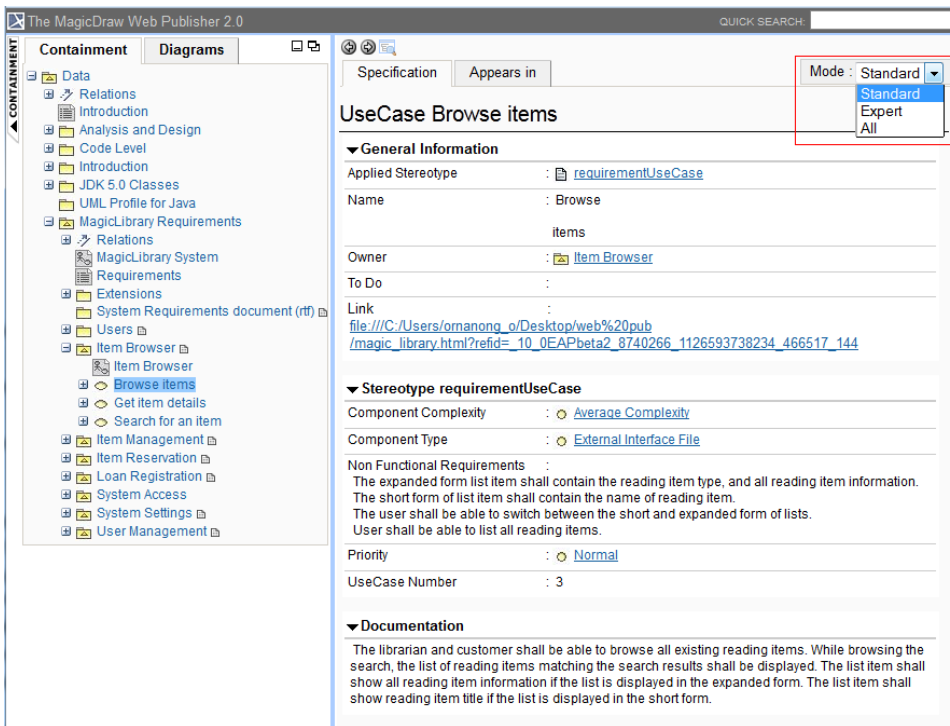 The MagicDraw Web Publisher 2.0
QUICK SEARCH:
CONTAINMENT
Containment
Diagrams
Data
Relations
Introduction
Analysis and Design
Code Level
Introduction
JDK 5.0 Classes
UML Profile for Java
MagicLibrary Requirements
Relations
MagicLibrary System
Requirements
Extensions
System Requirements document (rtf)
Users
Item Browser
Item Browser
Browse items
Get item details
Search for an item
Item Management
Item Reservation
Loan Registration
System Access
System Settings
User Management
Specification
Appears in
Mode : Standard
Standard
Expert
All
UseCase Browse items
General Information
Applied Stereotype : requirementUseCase
Name : Browse
items
Owner : Item Browser
To Do :
Link :
file:///C:/Users/ornanong_o/Desktop/web%20pub
/magic_library.html?refid=_10_0EAPbeta2_8740266_1126593738234_466517_144
Stereotype requirementUseCase
Component Complexity : Average Complexity
Component Type : External Interface File
Non Functional Requirements :
The expanded form list item shall contain the reading item type, and all reading item information.
The short form of list item shall contain the name of reading item.
The user shall be able to switch between the short and expanded form of lists.
User shall be able to list all reading items.
Priority : Normal
UseCase Number : 3
Documentation
The librarian and customer shall be able to browse all existing reading items. While browsing the
search, the list of reading items matching the search results shall be displayed. The list item shall
show all reading item information if the list is displayed in the expanded form. The list item shall
show reading item title if the list is displayed in the short form.